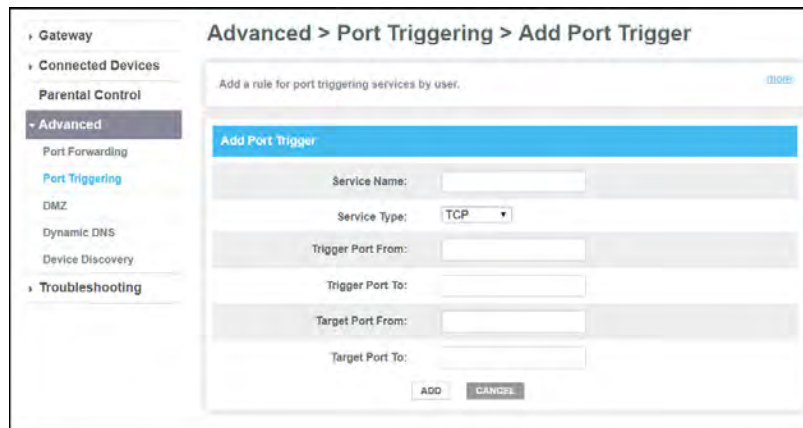 Gateway
Connected Devices
Parental Control
Advanced
Port Forwarding
Port Triggering
DMZ
Dynamic DNS
Device Discovery
Troubleshooting
Advanced > Port Triggering > Add Port Trigger
Add a rule for port triggering services by user.
more
Add Port Trigger
Service Name:
Service Type: TCP
Trigger Port From:
Trigger Port To:
Target Port From:
Target Port To:
ADD CANCEL